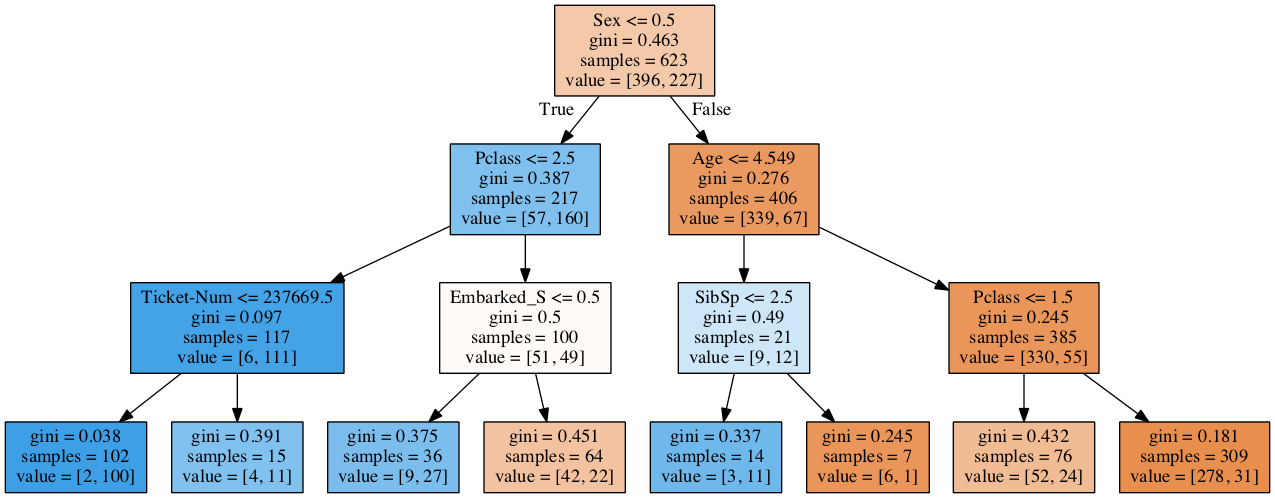 Sex <= 0.5
gini = 0.463
samples = 623
value = [396, 227]
True
False
Pclass <= 2.5
gini = 0.387
samples = 217
value = [57, 160]
Age <= 4.549
gini = 0.276
samples = 406
value = [339, 67]
Ticket-Num <= 237669.5
gini = 0.097
samples = 117
value = [6, 111]
Embarked_S <= 0.5
gini = 0.5
samples = 100
value = [51, 49]
SibSp <= 2.5
gini = 0.49
samples = 21
value = [9, 12]
Pclass <= 1.5
gini = 0.245
samples = 385
value = [330, 55]
gini = 0.038
samples = 102
value = [2, 100]
gini = 0.391
samples = 15
value = [4, 11]
gini = 0.375
samples = 36
value = [9, 27]
gini = 0.451
samples = 64
value = [42, 22]
gini = 0.337
samples = 14
value = [3, 11]
gini = 0.245
samples = 7
value = [6, 1]
gini = 0.432
samples = 76
value = [52, 24]
gini = 0.181
samples = 309
value = [278, 31]